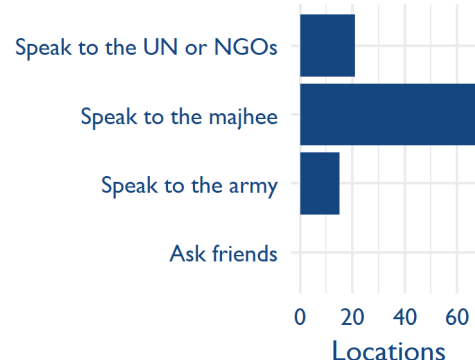 Speak to the UN or NGOs
Speak to the majhee
Speak to the army
Ask friends
0 20 40 60
Locations